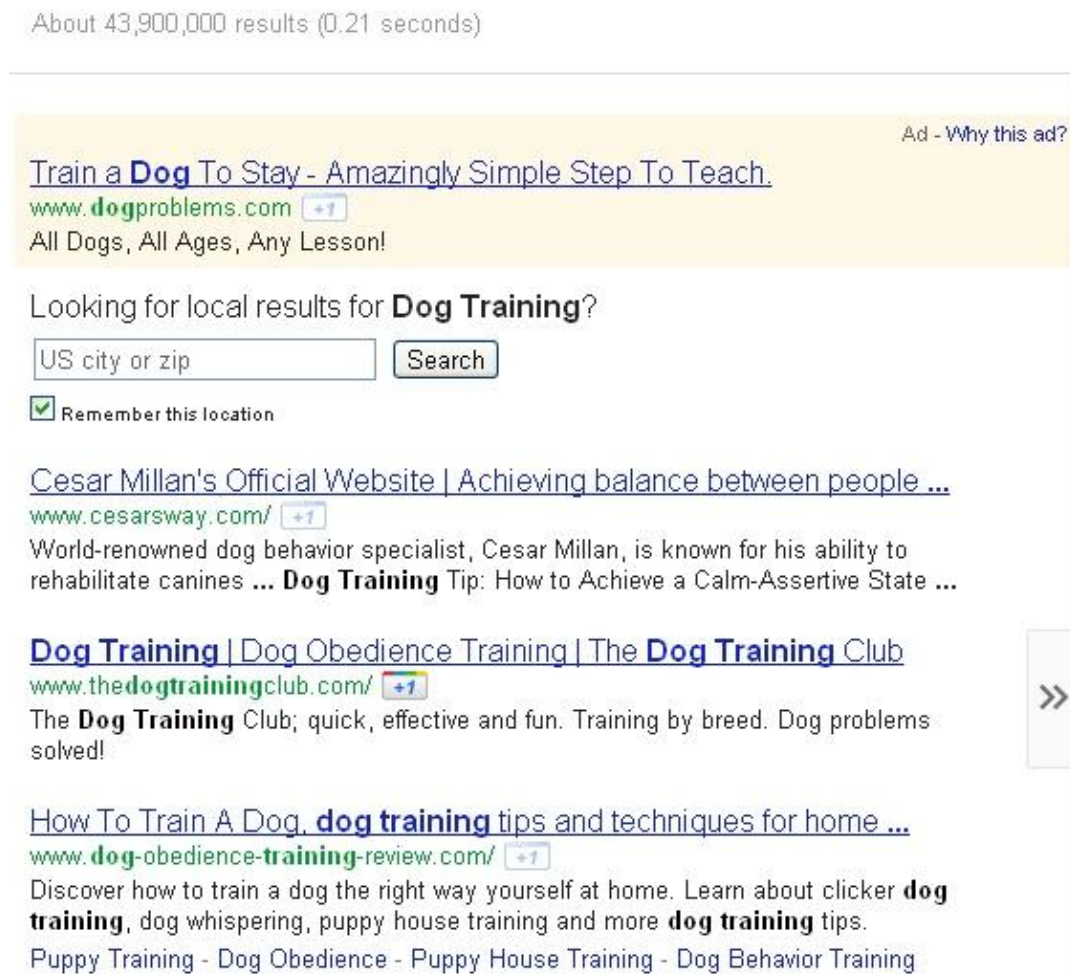 About 43,900,000 results (0.21 seconds)
Ad - Why this ad?
Train a Dog To Stay - Amazingly Simple Step To Teach.
www.dogproblems.com +1
All Dogs, All Ages, Any Lesson!
Looking for local results for Dog Training?
US city or zip Search
Remember this location
Cesar Millan's Official Website | Achieving balance between people ...
www.cesarsway.com/ +1
World-renowned dog behavior specialist, Cesar Millan, is known for his ability to
rehabilitate canines ... Dog Training Tip: How to Achieve a Calm-Assertive State ...
Dog Training | Dog Obedience Training | The Dog Training Club
www.thedogtrainingclub.com/ +1
The Dog Training Club; quick, effective and fun. Training by breed. Dog problems
solved!
»
How To Train A Dog, dog training tips and techniques for home ...
www.dog-obedience-training-review.com/ +1
Discover how to train a dog the right way yourself at home. Learn about clicker dog
training, dog whispering, puppy house training and more dog training tips.
Puppy Training - Dog Obedience - Puppy House Training - Dog Behavior Training